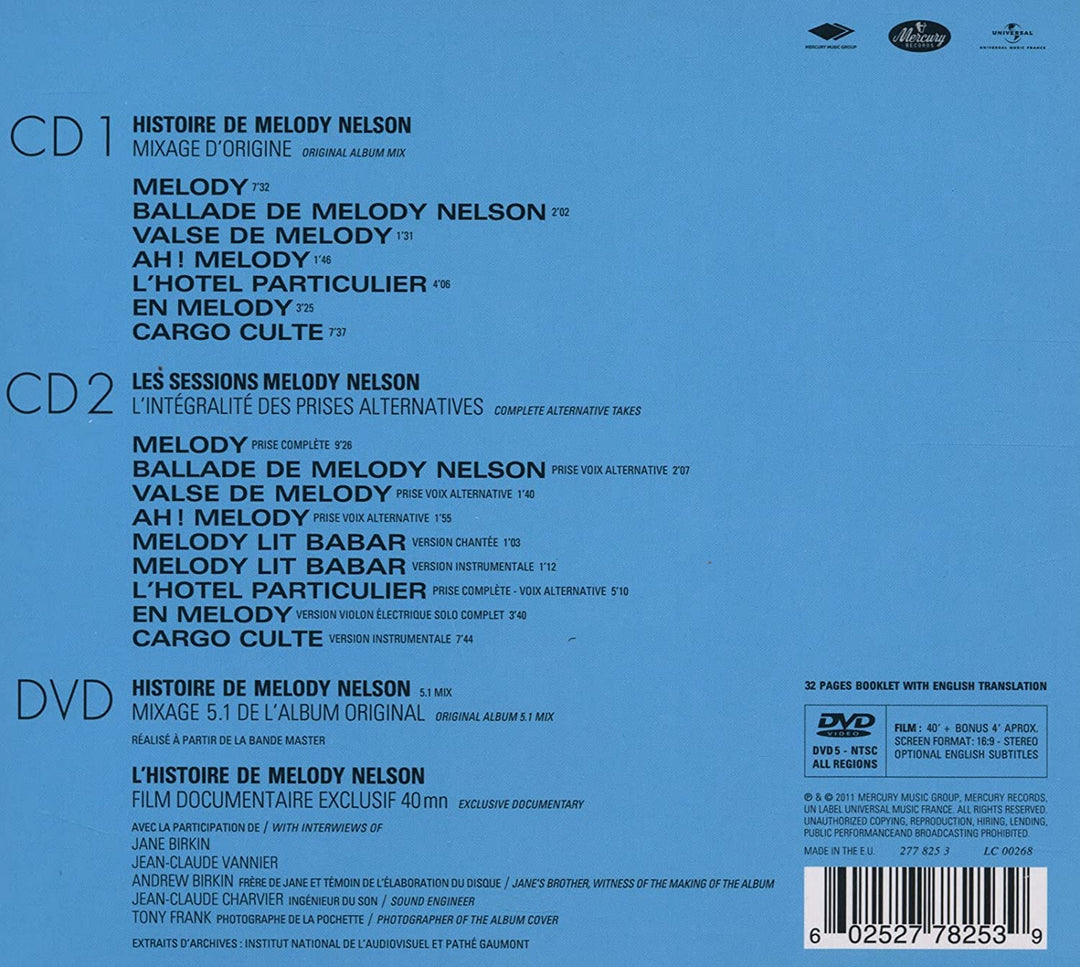 MERCURY MUSIC GROUP
Mercury
RECORDS
UNIVERSAL
UNIVERSAL MUSIC FRANCE
CD 1
HISTOIRE DE MELODY NELSON
MIXAGE D'ORIGINE ORIGINAL ALBUM MIX
MELODY 7'32
BALLADE DE MELODY NELSON 2'02
VALSE DE MELODY 1'31
AH! MELODY 1'46
L'HOTEL PARTICULIER 4'06
EN MELODY 3'25
CARGO CULTE 7'37
CD 2
LES SESSIONS MELODY NELSON
L'INTÉGRALITÉ DES PRISES ALTERNATIVES COMPLETE ALTERNATIVE TAKES
MELODY PRISE COMPLÈTE 9'26
BALLADE DE MELODY NELSON PRISE VOIX ALTERNATIVE 2'07
VALSE DE MELODY PRISE VOIX ALTERNATIVE 1'40
AH! MELODY PRISE VOIX ALTERNATIVE 1'55
MELODY LIT BABAR VERSION CHANTÉE 1'03
MELODY LIT BABAR VERSION INSTRUMENTALE 1'12
L'HOTEL PARTICULIER PRISE COMPLÈTE - VOIX ALTERNATIVE 5'10
EN MELODY VERSION VIOLON ÉLECTRIQUE SOLO COMPLET 3'40
CARGO CULTE VERSION INSTRUMENTALE 7'44
DVD
HISTOIRE DE MELODY NELSON 5.1 MIX
MIXAGE 5.1 DE L'ALBUM ORIGINAL ORIGINAL ALBUM 5.1 MIX
RÉALISÉ À PARTIR DE LA BANDE MASTER
L'HISTOIRE DE MELODY NELSON
FILM DOCUMENTAIRE EXCLUSIF 40mn EXCLUSIVE DOCUMENTARY
AVEC LA PARTICIPATION DE / WITH INTERWIEWS OF
JANE BIRKIN
JEAN-CLAUDE VANNIER
ANDREW BIRKIN FRÈRE DE JANE ET TÉMOIN DE L'ÉLABORATION DU DISQUE / JANE'S BROTHER, WITNESS OF THE MAKING OF THE ALBUM
JEAN-CLAUDE CHARVIER INGÉNIEUR DU SON / SOUND ENGINEER
TONY FRANK PHOTOGRAPHE DE LA POCHETTE / PHOTOGRAPHER OF THE ALBUM COVER
EXTRAITS D'ARCHIVES : INSTITUT NATIONAL DE L'AUDIOVISUEL ET PATHÉ GAUMONT
32 PAGES BOOKLET WITH ENGLISH TRANSLATION
DVD
VIDEO
DVD 5 - NTSC
ALL REGIONS
FILM : 40' + BONUS 4' APROX.
SCREEN FORMAT: 16:9 - STEREO
OPTIONAL ENGLISH SUBTITLES
℗ & © 2011 MERCURY MUSIC GROUP, MERCURY RECORDS,
UN LABEL UNIVERSAL MUSIC FRANCE. ALL RIGHTS RESERVED.
UNAUTHORIZED COPYING, REPRODUCTION, HIRING, LENDING,
PUBLIC PERFORMANCEAND BROADCASTING PROHIBITED.
MADE IN THE E.U. 277 825 3 LC 00268
6 02527 78253 9